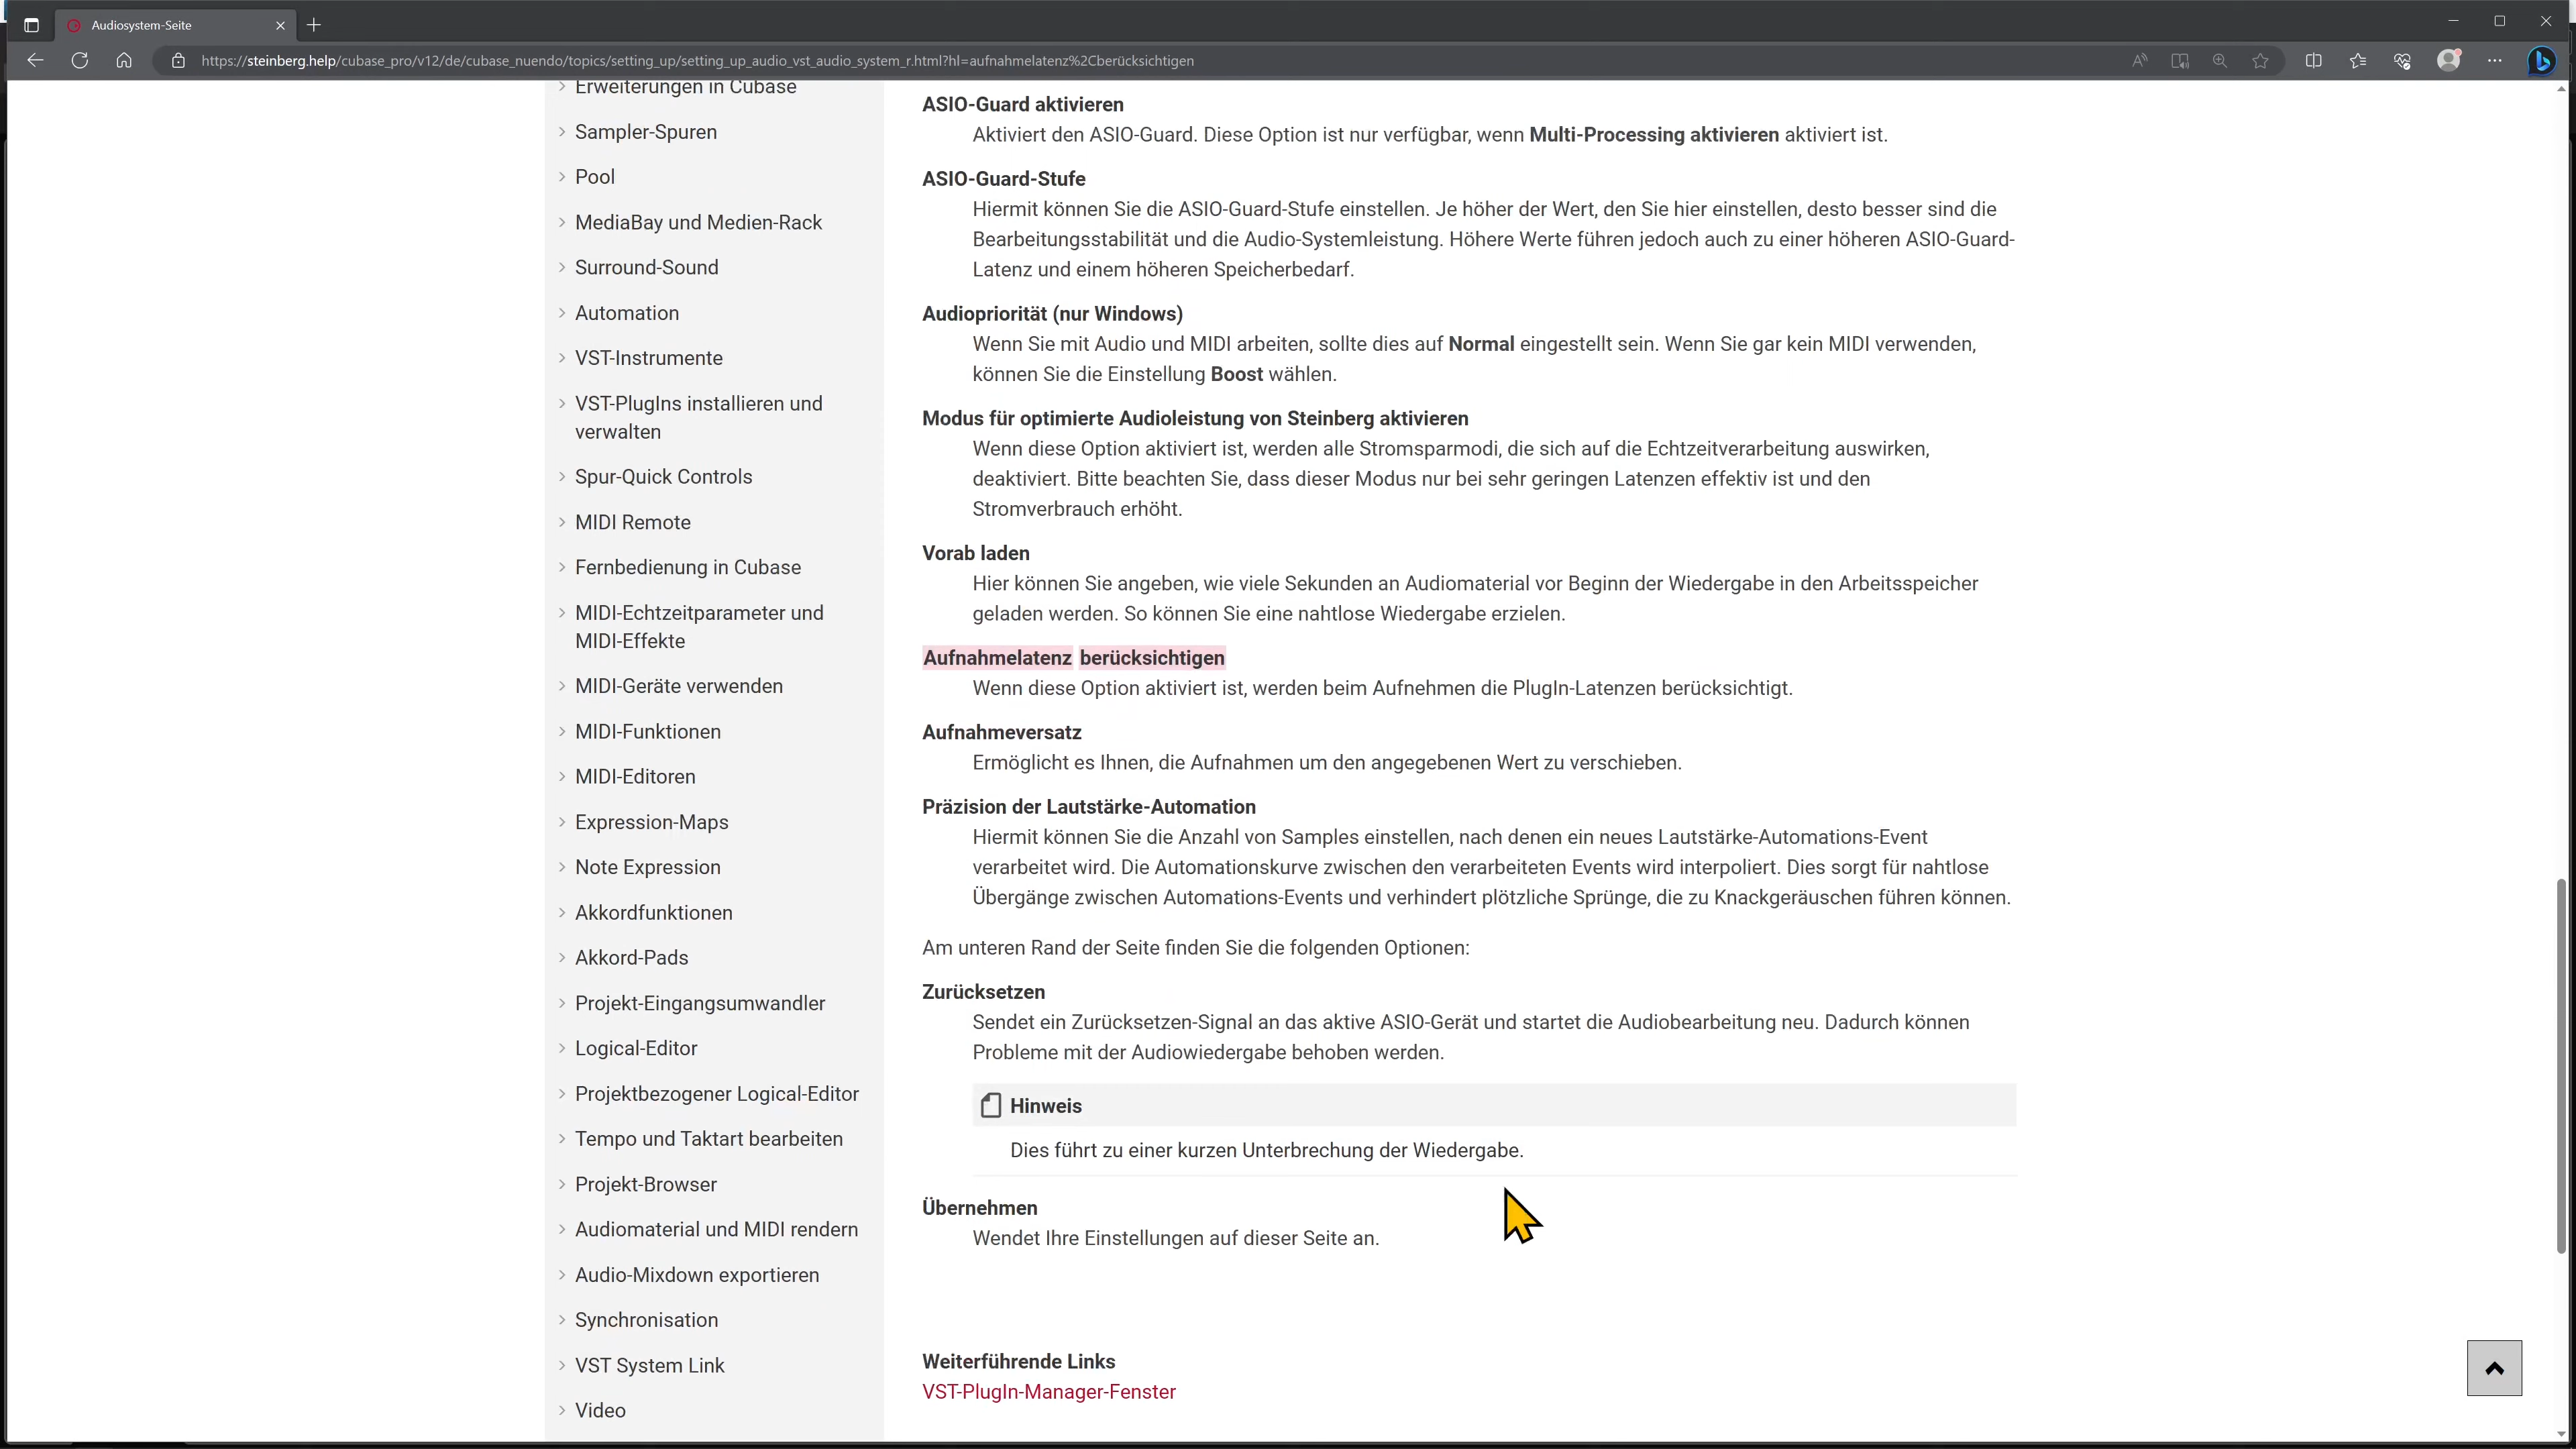 Audiosystem-Seite
https://steinberg.help/cubase_pro/v12/de/cubase_nuendo/topics/setting_up/setting_up_audio_vst_audio_system_r.html?hl=aufnahmelatenz%2Cberücksichtigen
Erweiterungen in Cubase
Sampler-Spuren
Pool
MediaBay und Medien-Rack
Surround-Sound
Automation
VST-Instrumente
VST-PlugIns installieren und
verwalten
Spur-Quick Controls
MIDI Remote
Fernbedienung in Cubase
MIDI-Echtzeitparameter und
MIDI-Effekte
MIDI-Geräte verwenden
MIDI-Funktionen
MIDI-Editoren
Expression-Maps
Note Expression
Akkordfunktionen
Akkord-Pads
Projekt-Eingangsumwandler
Logical-Editor
Projektbezogener Logical-Editor
Tempo und Taktart bearbeiten
Projekt-Browser
Audiomaterial und MIDI rendern
Audio-Mixdown exportieren
Synchronisation
VST System Link
Video
ASIO-Guard aktivieren
Aktiviert den ASIO-Guard. Diese Option ist nur verfügbar, wenn Multi-Processing aktivieren aktiviert ist.
ASIO-Guard-Stufe
Hiermit können Sie die ASIO-Guard-Stufe einstellen. Je höher der Wert, den Sie hier einstellen, desto besser sind die
Bearbeitungsstabilität und die Audio-Systemleistung. Höhere Werte führen jedoch auch zu einer höheren ASIO-Guard-
Latenz und einem höheren Speicherbedarf.
Audiopriorität (nur Windows)
Wenn Sie mit Audio und MIDI arbeiten, sollte dies auf Normal eingestellt sein. Wenn Sie gar kein MIDI verwenden,
können Sie die Einstellung Boost wählen.
Modus für optimierte Audioleistung von Steinberg aktivieren
Wenn diese Option aktiviert ist, werden alle Stromsparmodi, die sich auf die Echtzeitverarbeitung auswirken,
deaktiviert. Bitte beachten Sie, dass dieser Modus nur bei sehr geringen Latenzen effektiv ist und den
Stromverbrauch erhöht.
Vorab laden
Hier können Sie angeben, wie viele Sekunden an Audiomaterial vor Beginn der Wiedergabe in den Arbeitsspeicher
geladen werden. So können Sie eine nahtlose Wiedergabe erzielen.
Aufnahmelatenz berücksichtigen
Wenn diese Option aktiviert ist, werden beim Aufnehmen die PlugIn-Latenzen berücksichtigt.
Aufnahmeversatz
Ermöglicht es Ihnen, die Aufnahmen um den angegebenen Wert zu verschieben.
Präzision der Lautstärke-Automation
Hiermit können Sie die Anzahl von Samples einstellen, nach denen ein neues Lautstärke-Automations-Event
verarbeitet wird. Die Automationskurve zwischen den verarbeiteten Events wird interpoliert. Dies sorgt für nahtlose
Übergänge zwischen Automations-Events und verhindert plötzliche Sprünge, die zu Knackgeräuschen führen können.
Am unteren Rand der Seite finden Sie die folgenden Optionen:
Zurücksetzen
Sendet ein Zurücksetzen-Signal an das aktive ASIO-Gerät und startet die Audiobearbeitung neu. Dadurch können
Probleme mit der Audiowiedergabe behoben werden.
Hinweis
Dies führt zu einer kurzen Unterbrechung der Wiedergabe.
Übernehmen
Wendet Ihre Einstellungen auf dieser Seite an.
Weiterführende Links
VST-PlugIn-Manager-Fenster